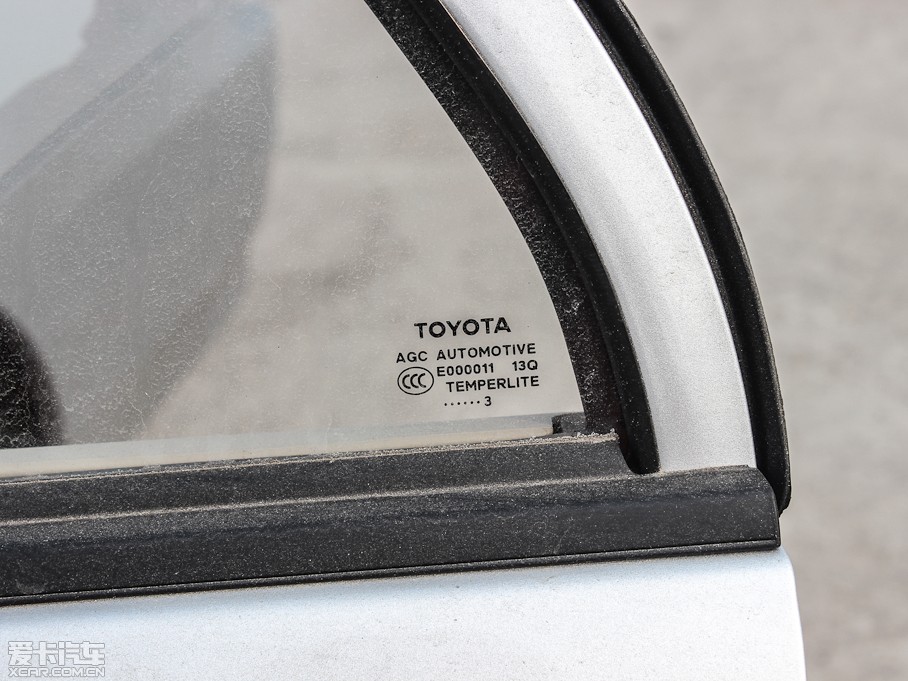 TOYOTA
AGC AUTOMOTIVE
CCC E000011 13Q
TEMPERLITE
......3
爱卡汽车
XCAR.COM.CN